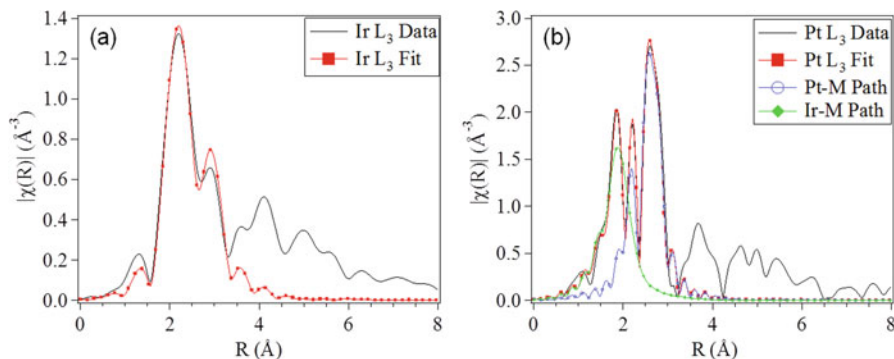 (a)
Ir L3 Data
Ir L3 Fit
|χ(R)| (Å-3)
1.4
1.2
1.0
0.8
0.6
0.4
0.2
0.0
0
2
4
6
8
R (Å)
(b)
Pt L3 Data
Pt L3 Fit
Pt-M Path
Ir-M Path
|χ(R)| (Å-3)
3.0
2.5
2.0
1.5
1.0
0.5
0.0
0
2
4
6
8
R (Å)